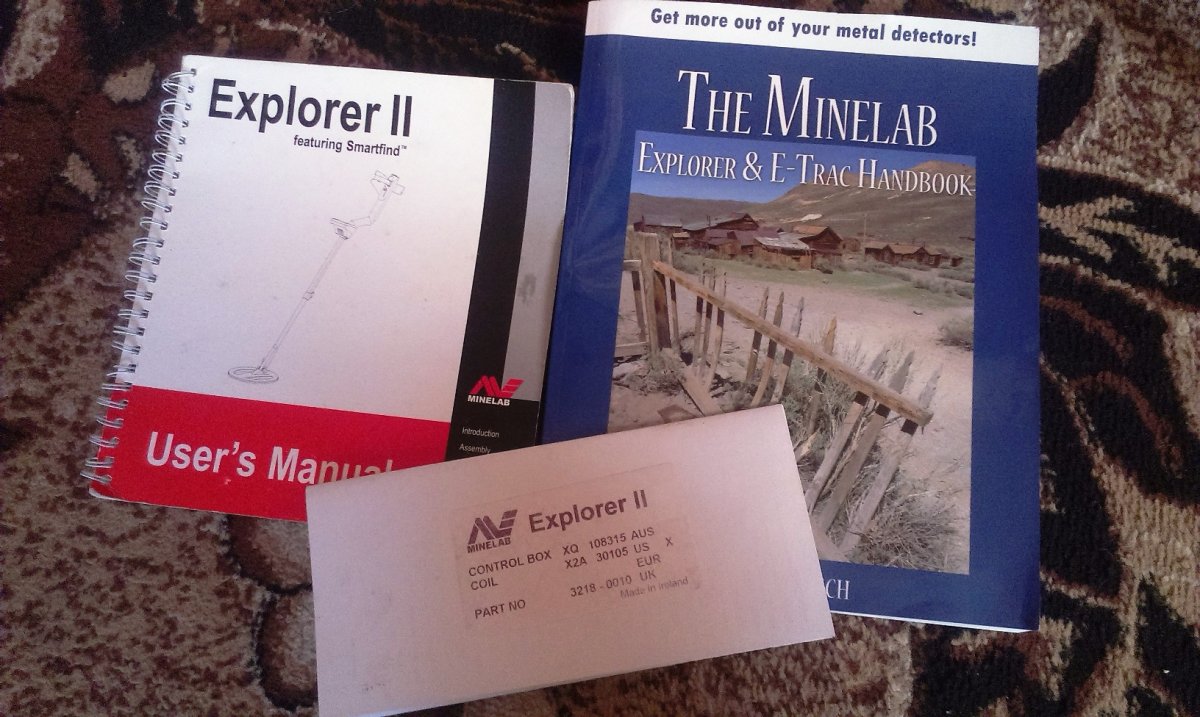 Explorer II
featuring Smartfind™
MINELAB
Introduction
Assembly
User's Manual
Get more out of your metal detectors!
THE MINELAB
EXPLORER & E-TRAC HANDBOOK
MINELAB
Explorer II
CONTROL BOX XQ 108315 AUS
COIL X2A 30105 US X
EUR
PART NO 3218 - 0010 UK
Made in Ireland